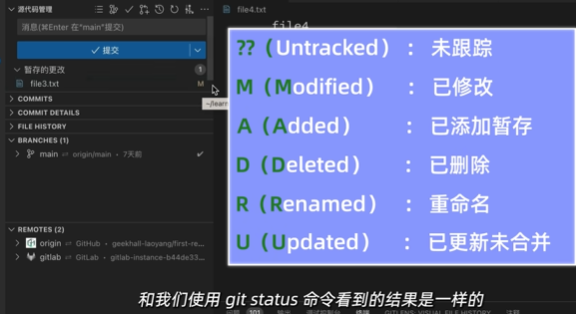 源代码管理
file4.txt
file4
消息(⌘Enter 在"main"提交)
提交
暂存的更改 1
file3.txt M
~/learn
COMMITS
COMMIT DETAILS
FILE HISTORY
BRANCHES (1)
main ⇌ origin/main • 7天前
REMOTES (2)
origin ⇌ GitHub • geekhall-laoyang/first-re...
gitlab ⇌ GitLab • gitlab-instance-b44de33...
??（Untracked）：未跟踪
M（Modified）：已修改
A（Added）：已添加暂存
D（Deleted）：已删除
R（Renamed）：重命名
U（Updated）：已更新未合并
和我们使用 git status 命令看到的结果是一样的